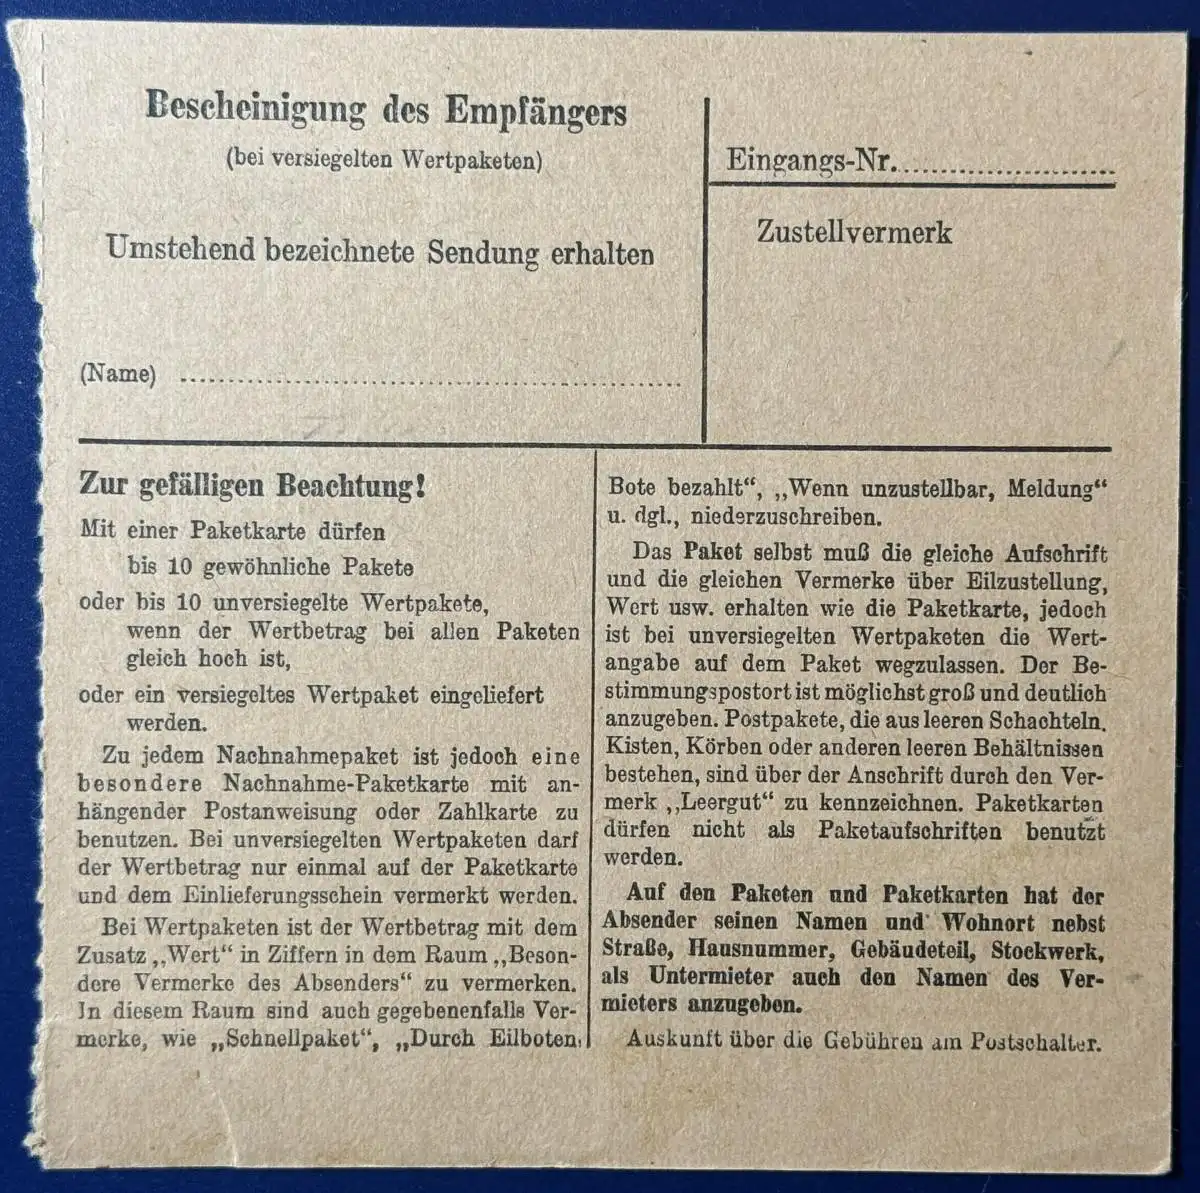 Bescheinigung des Empfängers
(bei versiegelten Wertpaketen)
Umstehend bezeichnete Sendung erhalten
(Name) ........................................
Eingangs-Nr. ........................
Zustellvermerk
Zur gefälligen Beachtung!
Mit einer Paketkarte dürfen
bis 10 gewöhnliche Pakete
oder bis 10 unversiegelte Wertpakete,
wenn der Wertbetrag bei allen Paketen
gleich hoch ist,
oder ein versiegeltes Wertpaket eingeliefert
werden.
Zu jedem Nachnahmepaket ist jedoch eine
besondere Nachnahme-Paketkarte mit an-
hängender Postanweisung oder Zahlkarte zu
benutzen. Bei unversiegelten Wertpaketen darf
der Wertbetrag nur einmal auf der Paketkarte
und dem Einlieferungsschein vermerkt werden.
Bei Wertpaketen ist der Wertbetrag mit dem
Zusatz „Wert“ in Ziffern in dem Raum „Beson-
dere Vermerke des Absenders“ zu vermerken.
In diesem Raum sind auch gegebenenfalls Ver-
merke, wie „Schnellpaket“, „Durch Eilboten,
Bote bezahlt“, „Wenn unzustellbar, Meldung“
u. dgl., niederzuschreiben.
Das Paket selbst muß die gleiche Aufschrift
und die gleichen Vermerke über Eilzustellung,
Wert usw. erhalten wie die Paketkarte, jedoch
ist bei unversiegelten Wertpaketen die Wert-
angabe auf dem Paket wegzulassen. Der Be-
stimmungspostort ist möglichst groß und deutlich
anzugeben. Postpakete, die aus leeren Schachteln,
Kisten, Körben oder anderen leeren Behältnissen
bestehen, sind über der Anschrift durch den Ver-
merk „Leergut“ zu kennzeichnen. Paketkarten
dürfen nicht als Paketaufschriften benutzt
werden.
Auf den Paketen und Paketkarten hat der
Absender seinen Namen und Wohnort nebst
Straße, Hausnummer, Gebäudeteil, Stockwerk,
als Untermieter auch den Namen des Ver-
mieters anzugeben.
Auskunft über die Gebühren am Postschalter.